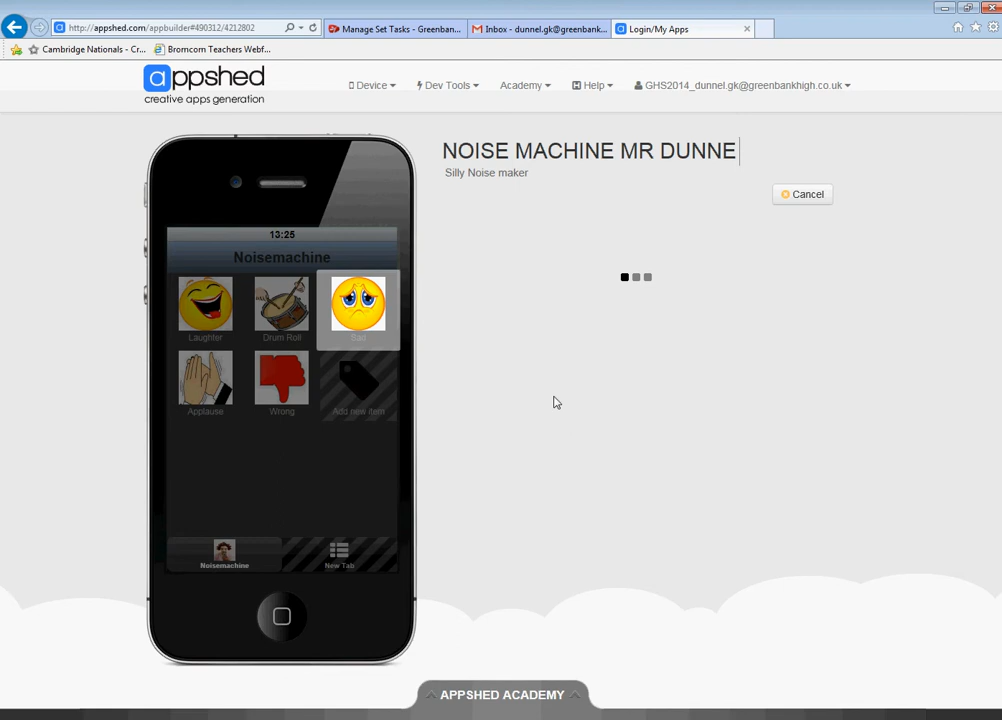 http://appshed.com/appbuilder#490312/4212802
Manage Set Tasks - Greenban...
Inbox - dunnel.gk@greenbank...
Login/My Apps
Cambridge Nationals - Cr...
Bromcom Teachers Webf...
appshed
creative apps generation
Device
Dev Tools
Academy
Help
GHS2014_dunnel.gk@greenbankhigh.co.uk
NOISE MACHINE MR DUNNE
Silly Noise maker
Cancel
13:25
Noisemachine
Laughter
Drum Roll
Applause
Wrong
Add new item
Noisemachine
New Tab
APPSHED ACADEMY